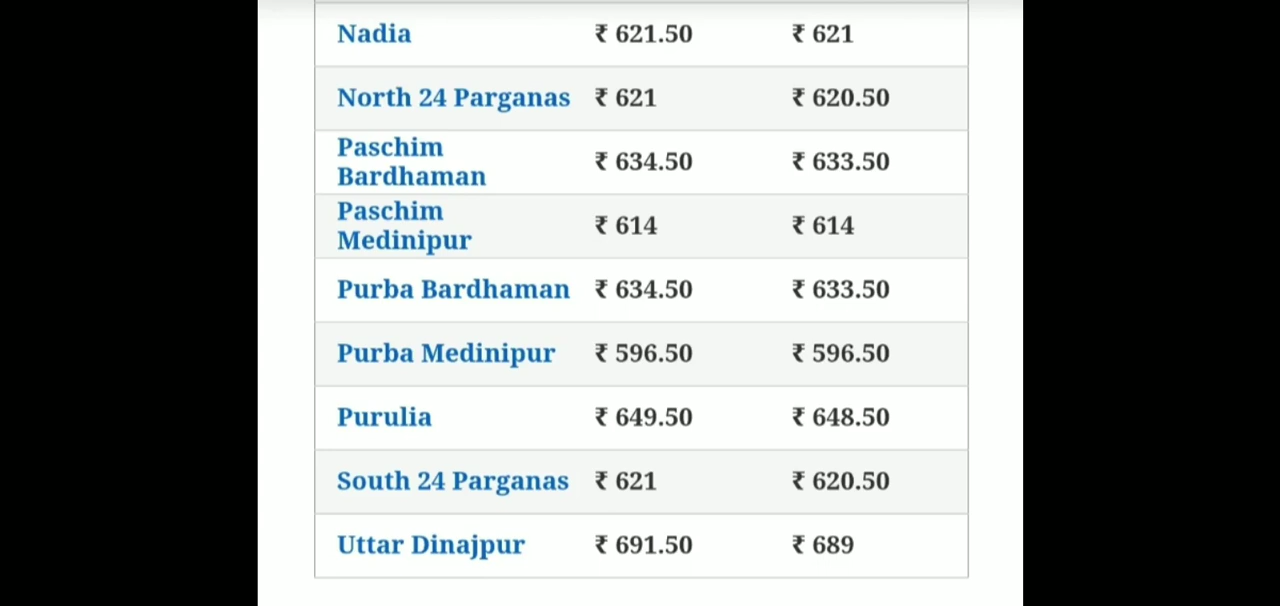 Nadia ₹ 621.50 ₹ 621
North 24 Parganas ₹ 621 ₹ 620.50
Paschim
Bardhaman ₹ 634.50 ₹ 633.50
Paschim
Medinipur ₹ 614 ₹ 614
Purba Bardhaman ₹ 634.50 ₹ 633.50
Purba Medinipur ₹ 596.50 ₹ 596.50
Purulia ₹ 649.50 ₹ 648.50
South 24 Parganas ₹ 621 ₹ 620.50
Uttar Dinajpur ₹ 691.50 ₹ 689